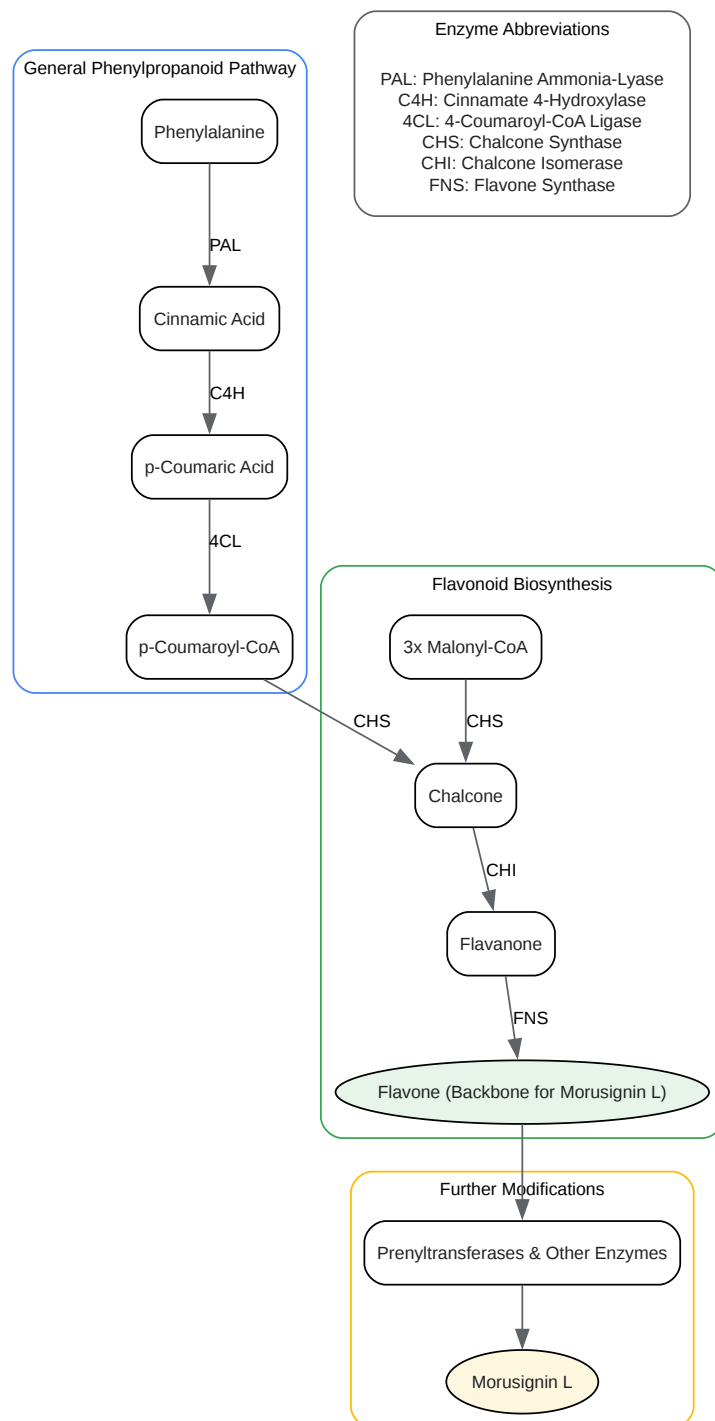 Enzyme Abbreviations
PAL: Phenylalanine Ammonia-Lyase
C4H: Cinnamate 4-Hydroxylase
4CL: 4-Coumaroyl-CoA Ligase
CHS: Chalcone Synthase
CHI: Chalcone Isomerase
FNS: Flavone Synthase
General Phenylpropanoid Pathway
Phenylalanine
PAL
Cinnamic Acid
C4H
p-Coumaric Acid
4CL
p-Coumaroyl-CoA
Flavonoid Biosynthesis
3x Malonyl-CoA
CHS
CHS
Chalcone
CHI
Flavanone
FNS
Flavone (Backbone for Morusignin L)
Further Modifications
Prenyltransferases & Other Enzymes
Morusignin L